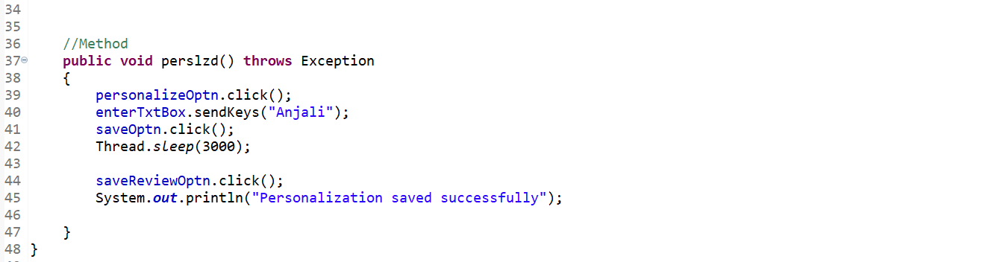 34
35
36 //Method
37 public void perslzd() throws Exception
38 {
39 personalizeOptn.click();
40 enterTxtBox.sendKeys("Anjali");
41 saveOptn.click();
42 Thread.sleep(3000);
43
44 saveReviewOptn.click();
45 System.out.println("Personalization saved successfully");
46
47 }
48 }